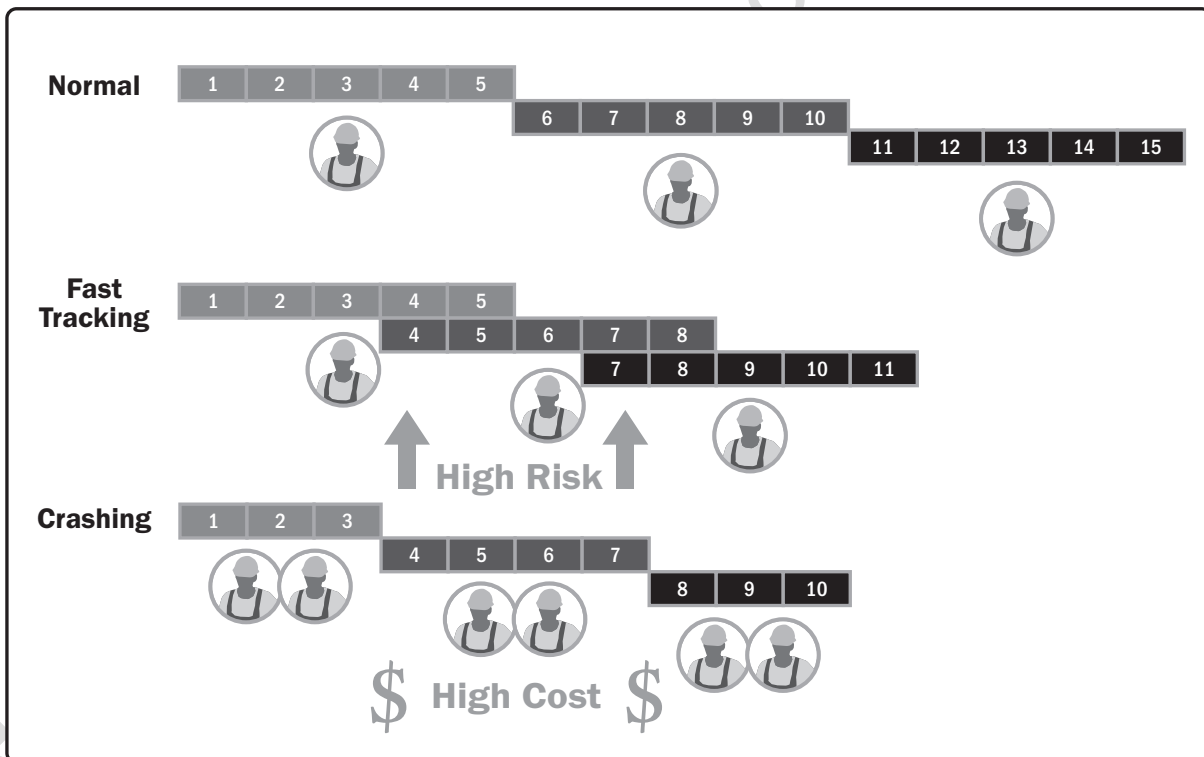 Normal
1 2 3 4 5
6 7 8 9 10
11 12 13 14 15
Fast
Tracking
1 2 3 4 5
4 5 6 7 8
7 8 9 10 11
High Risk
Crashing
1 2 3
4 5 6 7
8 9 10
$ High Cost $